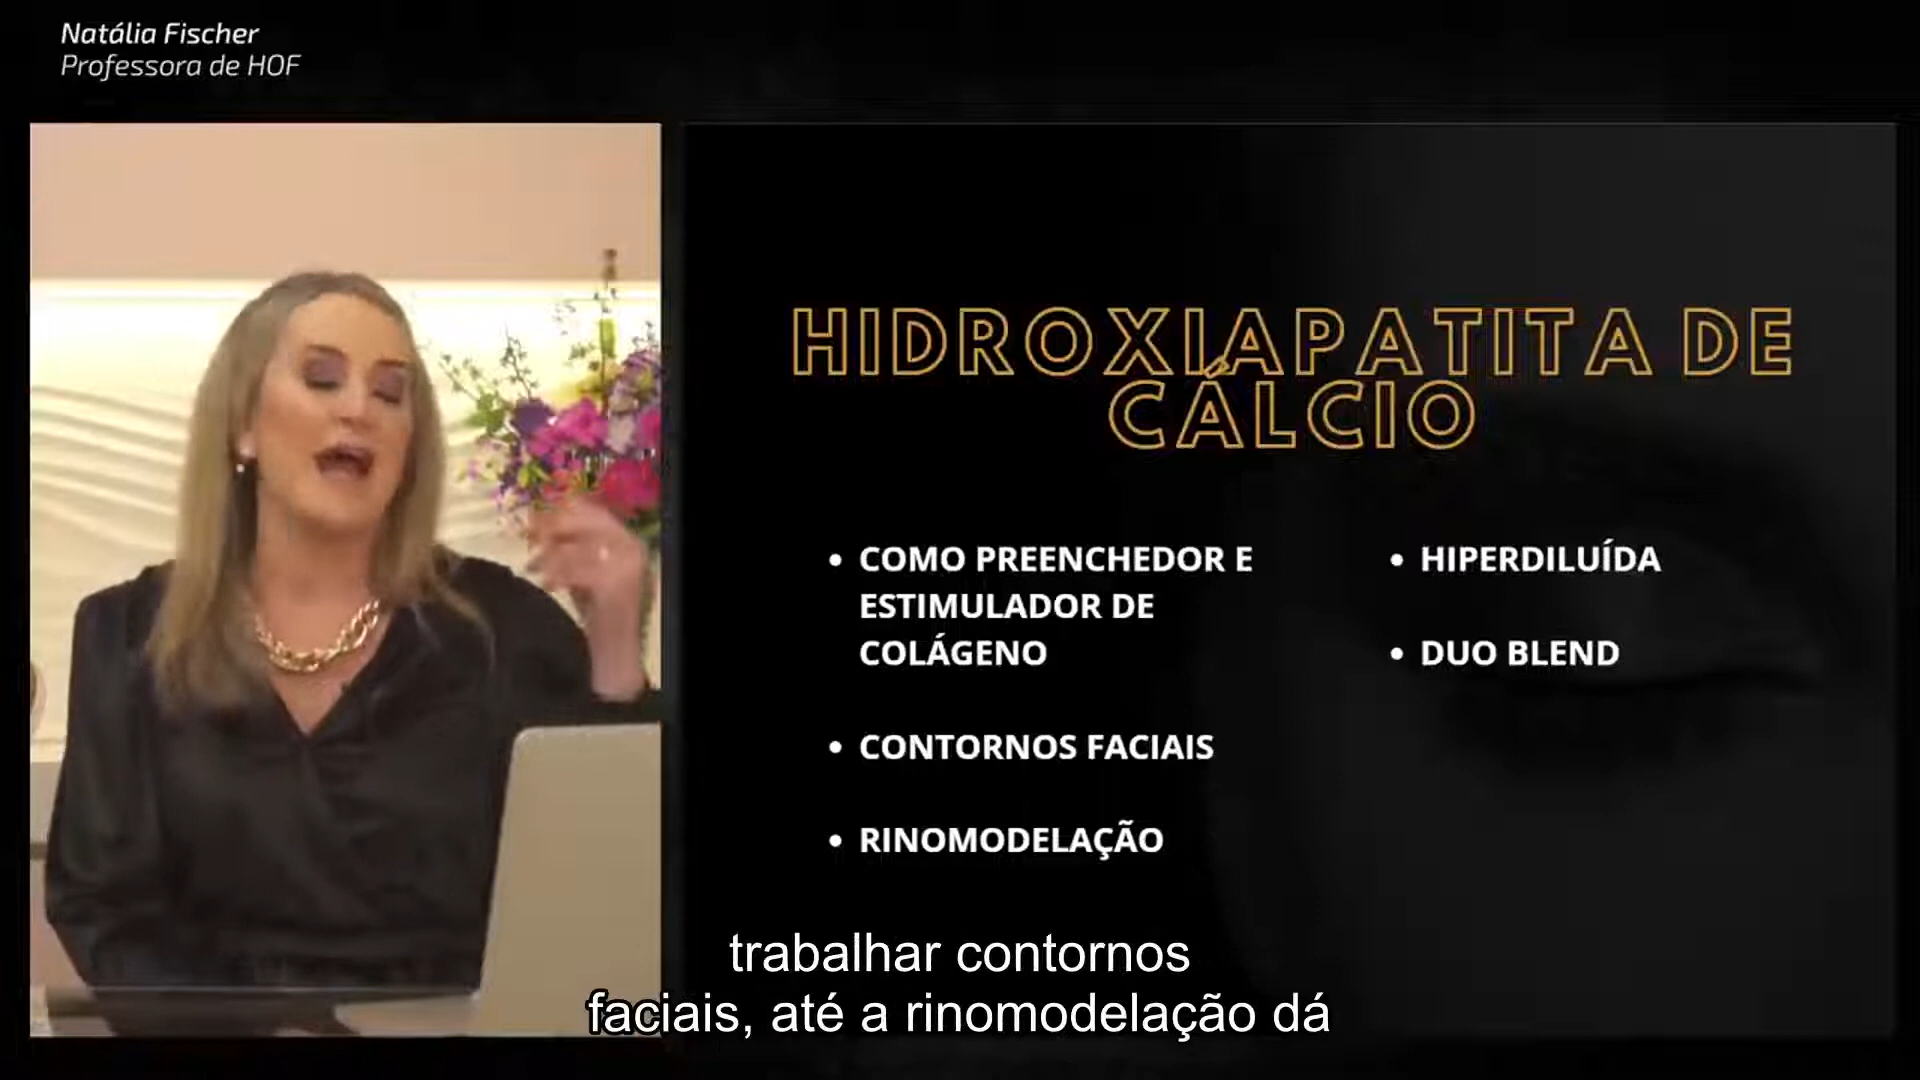 Natália Fischer
Professora de HOF
HIDROXIAPATITA DE
CÁLCIO
• COMO PREENCHEDOR E
ESTIMULADOR DE
COLÁGENO
• CONTORNOS FACIAIS
• RINOMODELAÇÃO
• HIPERDILUÍDA
• DUO BLEND
trabalhar contornos
faciais, até a rinomodelação dá